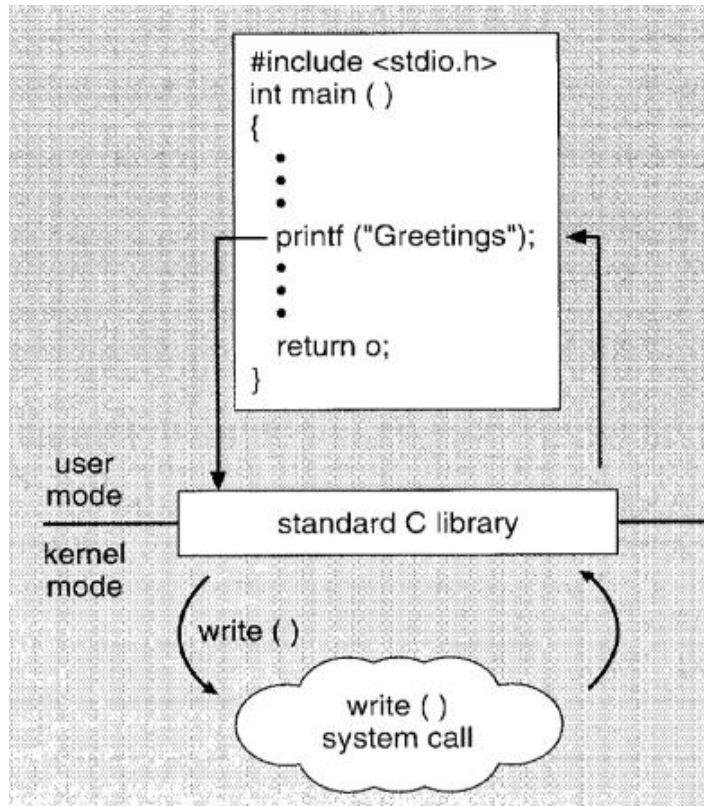 #include <stdio.h>
int main ( )
{
•
•
•
printf ("Greetings");
•
•
•
return o;
}
user
mode
standard C library
kernel
mode
write ( )
write ( )
system call